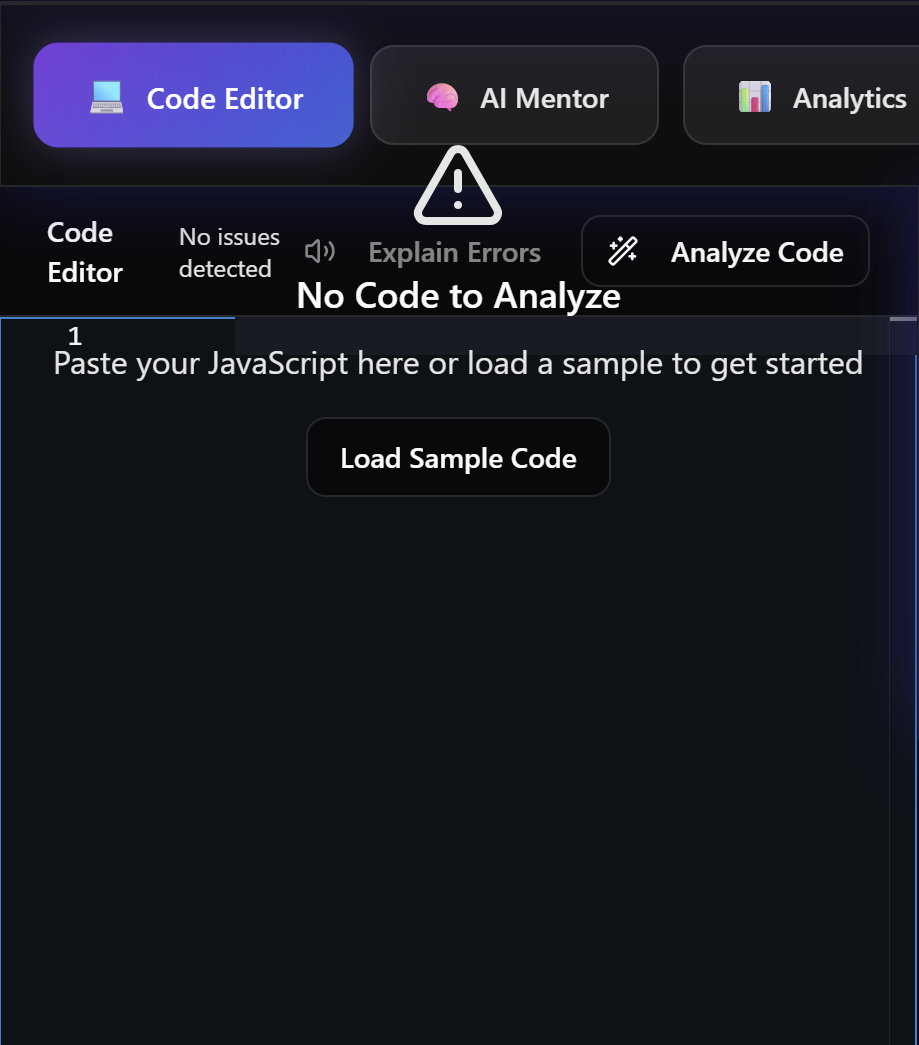 Code Editor
AI Mentor
Analytics
Code
Editor
No issues
detected
Explain Errors
Analyze Code
No Code to Analyze
1
Paste your JavaScript here or load a sample to get started
Load Sample Code